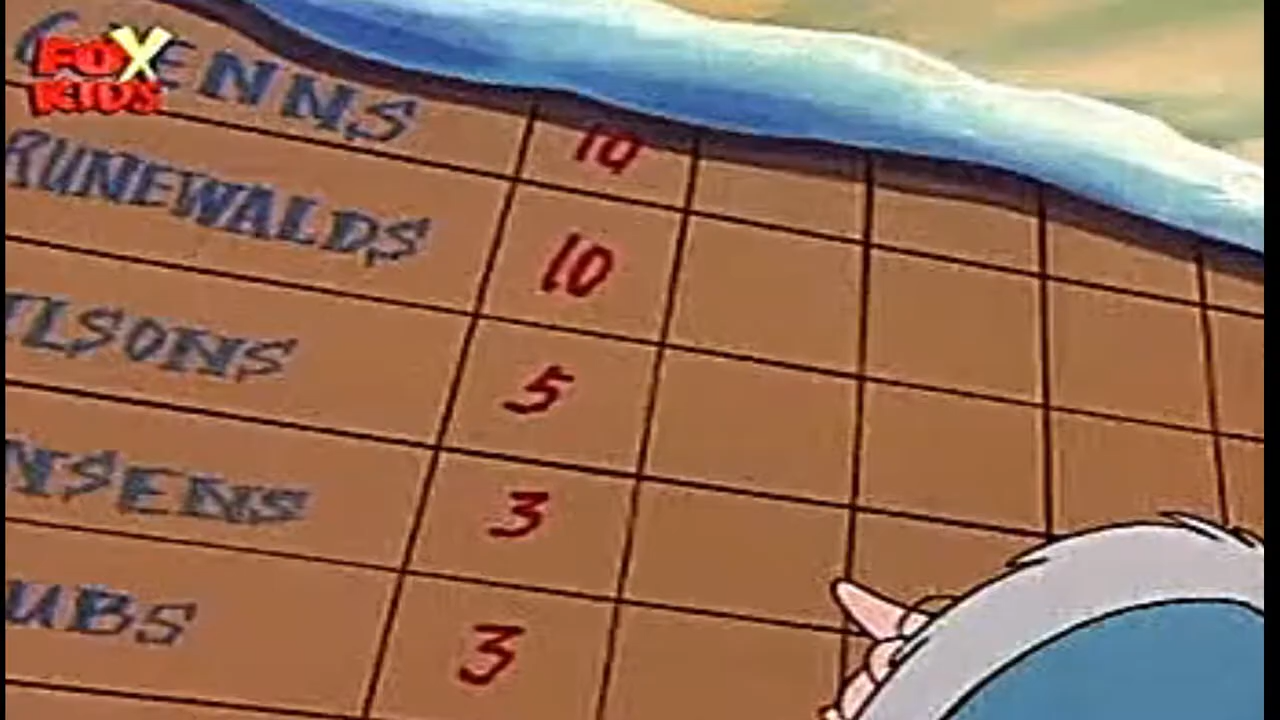 FOX
KIDS
ENNS 10
RUNEWALDS 10
LSONS 5
NSENS 3
UBS 3